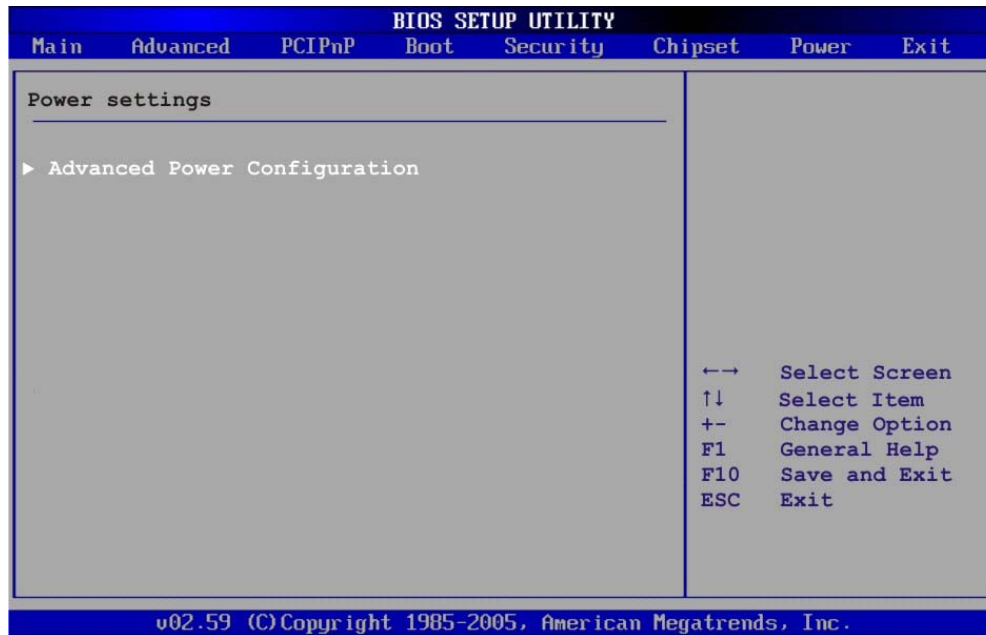 BIOS SETUP UTILITY
Main Advanced PCIPnP Boot Security Chipset Power Exit
Power settings
▶ Advanced Power Configuration
←→ Select Screen
↑↓ Select Item
+- Change Option
F1 General Help
F10 Save and Exit
ESC Exit
v02.59 (C)Copyright 1985-2005, American Megatrends, Inc.